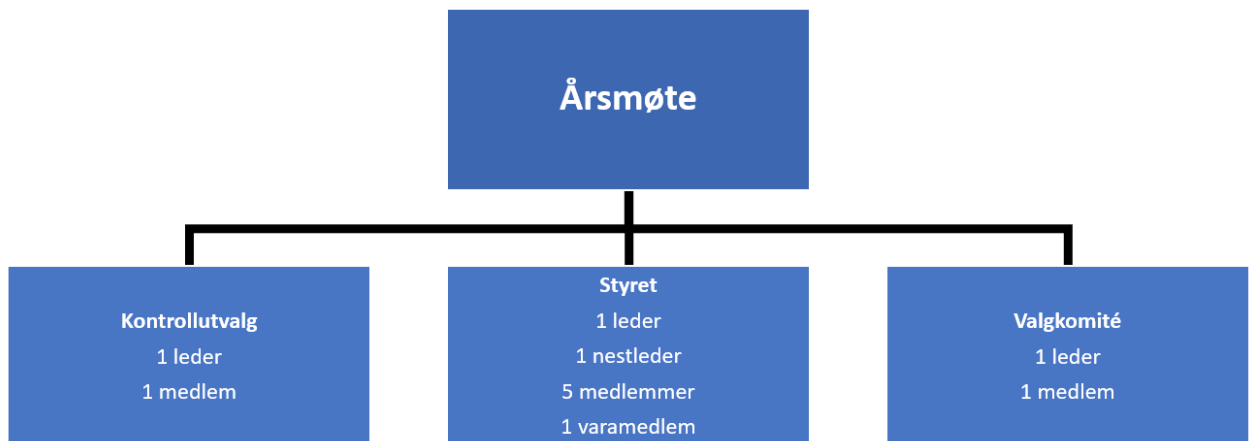 Årsmøte
Kontrollutvalg
1 leder
1 medlem
Styret
1 leder
1 nestleder
5 medlemmer
1 varamedlem
Valgkomité
1 leder
1 medlem